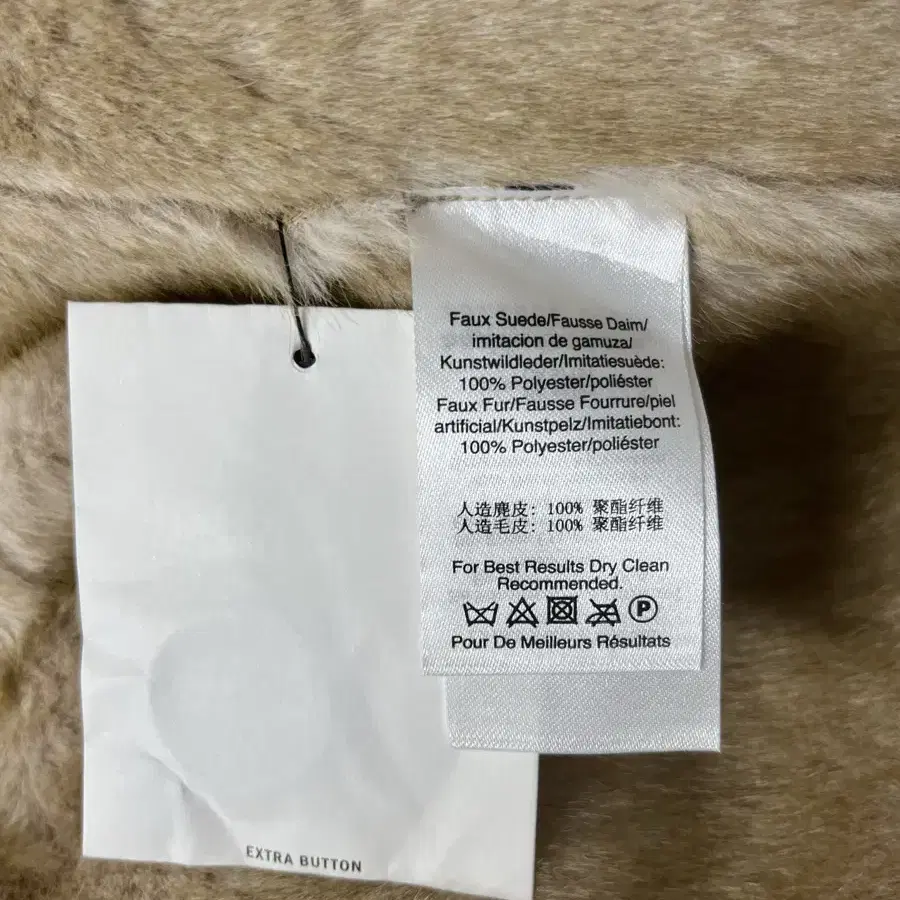 Faux Suede/Fausse Daim/
imitacion de gamuza/
Kunstwildleder/Imitatiesuède:
100% Polyester/poliéster
Faux Fur/Fausse Fourrure/piel
artificial/Kunstpelz/Imitatiebont:
100% Polyester/poliéster
人造麂皮: 100% 聚酯纤维
人造毛皮: 100% 聚酯纤维
For Best Results Dry Clean
Recommended.
P
Pour De Meilleurs Résultats
EXTRA BUTTON